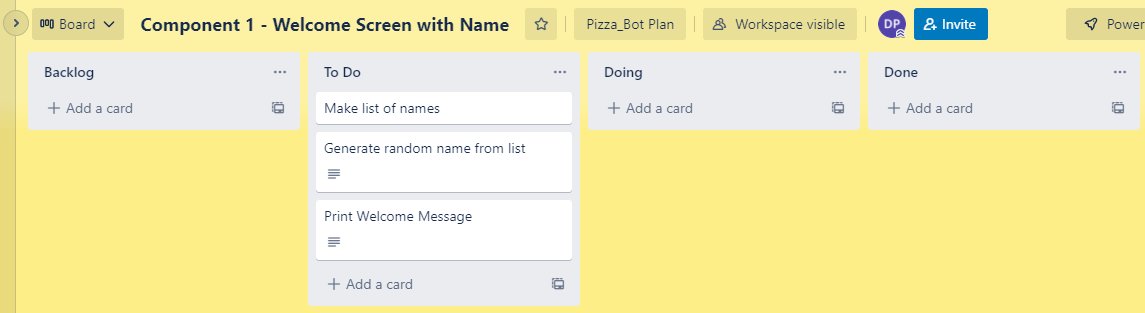 Board
Component 1 - Welcome Screen with Name
Pizza_Bot Plan
Workspace visible
DP
Invite
Power
Backlog
Add a card
To Do
Make list of names
Generate random name from list
Print Welcome Message
Add a card
Doing
Add a card
Done
Add a card